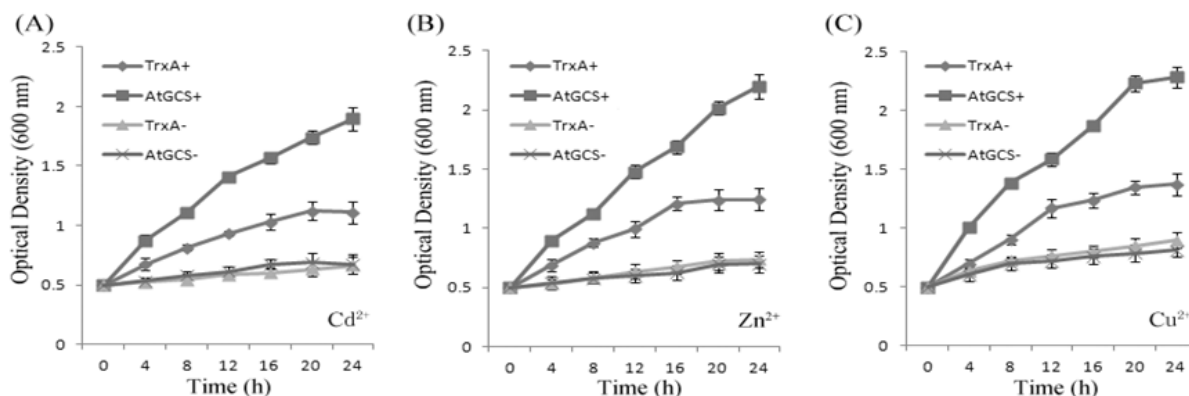 (A)
Optical Density (600 nm)
2.5
2
1.5
1
0.5
0
TrxA+
AtGCS+
TrxA-
AtGCS-
Cd²⁺
0 4 8 12 16 20 24
Time (h)
(B)
Optical Density (600 nm)
2.5
2
1.5
1
0.5
0
TrxA+
AtGCS+
TrxA-
AtGCS-
Zn²⁺
0 4 8 12 16 20 24
Time (h)
(C)
Optical Density (600 nm)
2.5
2
1.5
1
0.5
0
TrxA+
AtGCS+
TrxA-
AtGCS-
Cu²⁺
0 4 8 12 16 20 24
Time (h)